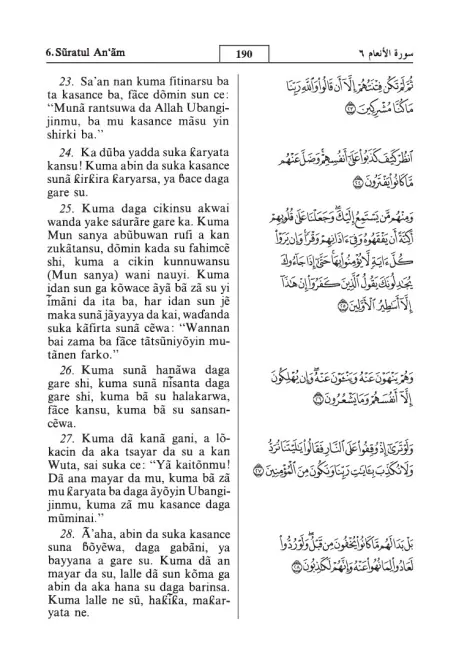 6. Sũratul An'ãm
190
سورة الأنعام ٦
23. Sa'an nan kuma fitinarsu ba
ta kasance ba, fãce dõmin sun ce:
“Munã rantsuwa da Allah Ubangi-
jinmu, ba mu kasance mãsu yin
shirki ba.”
24. Ka dũba yadda suka ƙaryata
kansu! Kuma abin da suka kasance
sunã ƙirƙira ƙaryarsa, ya ɓace daga
gare su.
25. Kuma daga cikinsu akwai
wanda yake saurãre gare ka. Kuma
Mun sanya abũbuwan rufi a kan
zukãtansu, dõmin kada su fahimcẽ
shi, kuma a cikin kunnuwansu
(Mun sanya) wani nauyi. Kuma
idan sun ga kõwace ãyã bã zã su yi
ĩmãni da ita ba, har idan sun jẽ
maka sunã jãyayya da kai, waɗanda
suka kãfirta sunã cẽwa: “Wannan
bai zama ba fãce tãtsũniyõyin mu-
tãnen farko.”
26. Kuma sunã hanãwa daga
gare shi, kuma sunã nĩsanta daga
gare shi, kuma bã su halakarwa,
fãce kansu, kuma bã su sansan-
cẽwa.
27. Kuma dã kanã gani, a lõ-
kacin da aka tsayar da su a kan
Wuta, sai suka ce: “Yã kaitõnmu!
Dã ana mayar da mu, kuma bã zã
mu ƙaryata ba daga ãyõyin Ubangi-
jinmu, kuma zã mu kasance daga
mũminai.”
28. Ã'aha, abin da suka kasance
suna ɓõyẽwa, daga gabãni, ya
bayyana a gare su. Kuma dã an
mayar da su, lalle dã sun kõma ga
abin da aka hana su daga barinsa.
Kuma lalle ne sũ, haƙĩƙa, maƙar-
yata ne.
ثُمَّ لَمْ تَكُن فِتْنَتُهُمْ إِلَّا أَن قَالُوا وَاللَّهِ رَبِّنَا
مَا كُنَّا مُشْرِكِينَ ٢٣
انظُرْ كَيْفَ كَذَبُوا عَلَىٰ أَنفُسِهِمْ وَضَلَّ عَنْهُم
مَّا كَانُوا يَفْتَرُونَ ٢٤
وَمِنْهُم مَّن يَسْتَمِعُ إِلَيْكَ وَجَعَلْنَا عَلَىٰ قُلُوبِهِمْ
أَكِنَّةً أَن يَفْقَهُوهُ وَفِي آذَانِهِمْ وَقْرًا وَإِن يَرَوْا
كُلَّ آيَةٍ لَّا يُؤْمِنُوا بِهَا حَتَّىٰ إِذَا جَاءُوكَ
يُجَادِلُونَكَ يَقُولُ الَّذِينَ كَفَرُوا إِنْ هَٰذَا
إِلَّا أَسَاطِيرُ الْأَوَّلِينَ ٢٥
وَهُمْ يَنْهَوْنَ عَنْهُ وَيَنْأَوْنَ عَنْهُ وَإِن يُهْلِكُونَ
إِلَّا أَنفُسَهُمْ وَمَا يَشْعُرُونَ ٢٦
وَلَوْ تَرَىٰ إِذْ وُقِفُوا عَلَى النَّارِ فَقَالُوا يَا لَيْتَنَا نُرَدُّ
وَلَا نُكَذِّبَ بِآيَاتِ رَبِّنَا وَنَكُونَ مِنَ الْمُؤْمِنِينَ ٢٧
بَلْ بَدَا لَهُم مَّا كَانُوا يُخْفُونَ مِن قَبْلُ وَلَوْ رُدُّوا
لَعَادُوا لِمَا نُهُوا عَنْهُ وَإِنَّهُمْ لَكَاذِبُونَ ٢٨